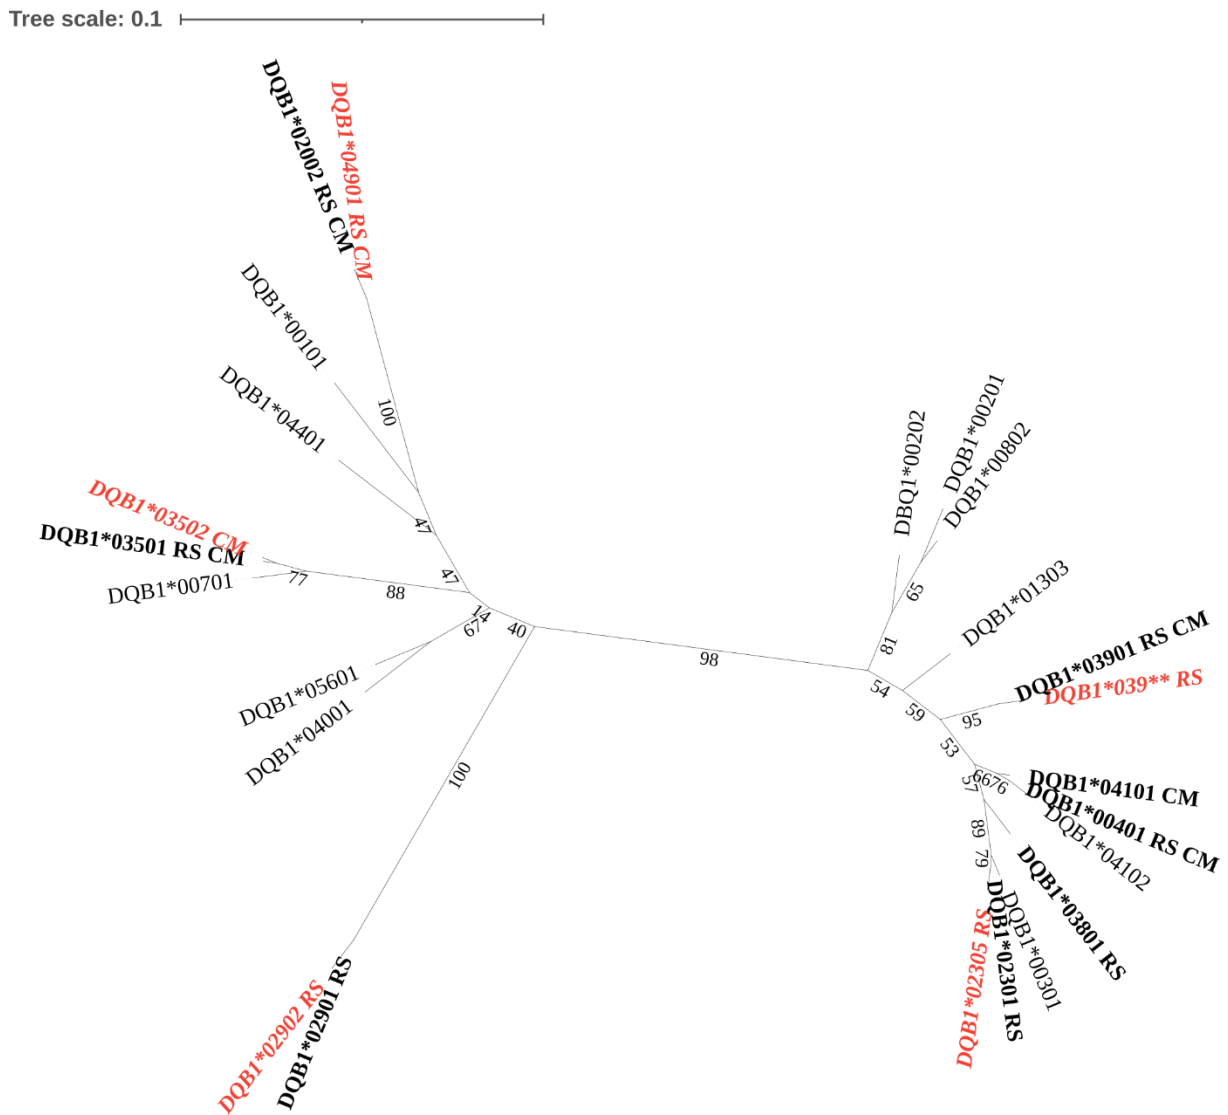 Tree scale: 0.1
DQB1*02002 RS CM
DQB1*04901 RS CM
DQB1*00101
DQB1*04401
100
47
DQB1*03502 CM
DQB1*03501 RS CM
DQB1*00701
77
88
47
14
67
40
DQB1*05601
DQB1*04001
100
DQB1*02902 RS
DQB1*02901 RS
98
DBQ1*00202
DQB1*00201
DQB1*00802
65
81
DQB1*01303
54
59
DQB1*03901 RS CM
DQB1*039** RS
95
53
DQB1*04101 CM
DQB1*00401 RS CM
DQB1*04102
66
76
57
89
79
DQB1*03801 RS
DQB1*00301
DQB1*02301 RS
DQB1*02305 RS